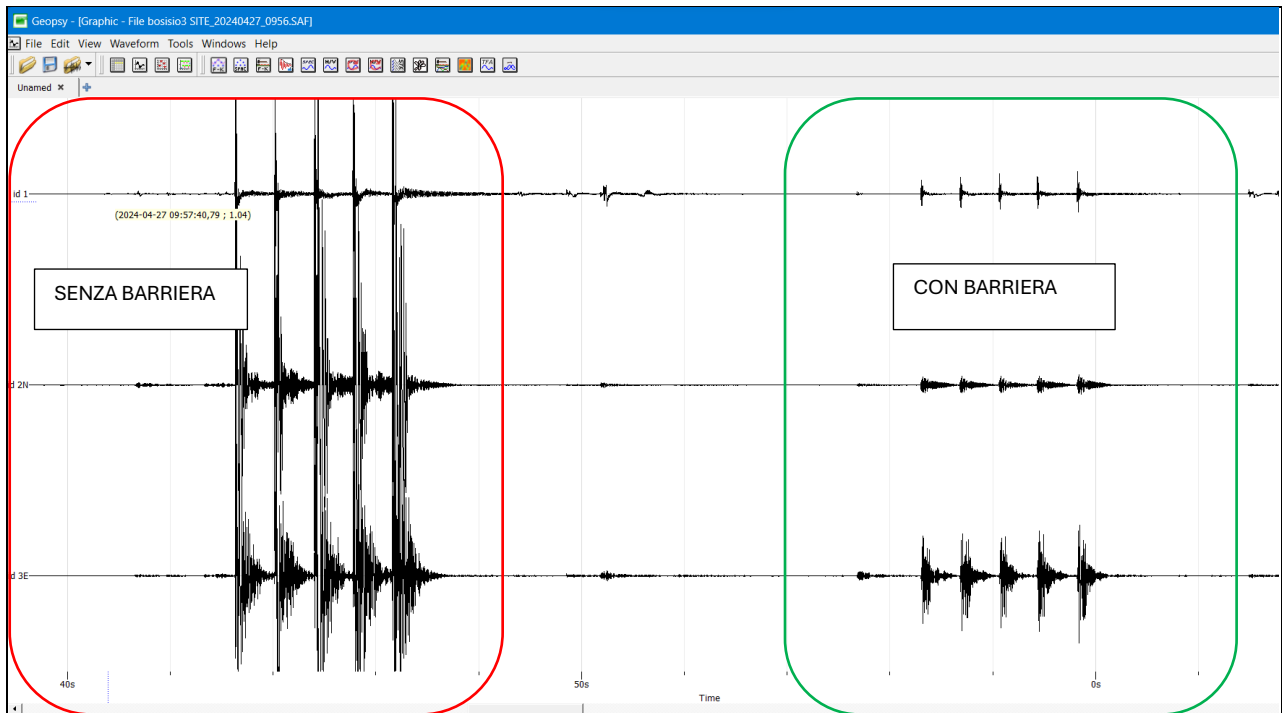 Geopsy - [Graphic - File bosisio3 SITE_20240427_0956.SAF]
File Edit View Waveform Tools Windows Help
Unamed
id 1
(2024-04-27 09:57:40,79 ; 1.04)
SENZA BARRIERA
CON BARRIERA
d 2N
d 3E
40s 50s 0s
Time